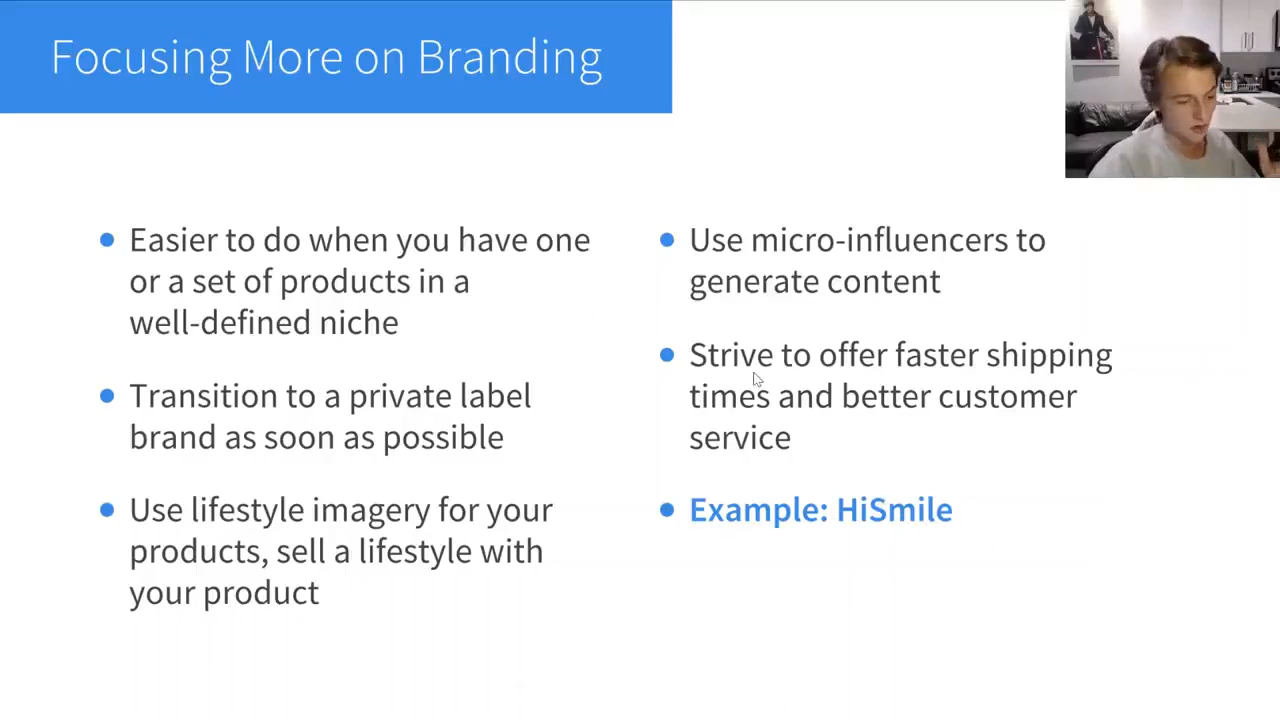 Focusing More on Branding
Easier to do when you have one
or a set of products in a
well-defined niche
Transition to a private label
brand as soon as possible
Use lifestyle imagery for your
products, sell a lifestyle with
your product
Use micro-influencers to
generate content
Strive to offer faster shipping
times and better customer
service
Example: HiSmile